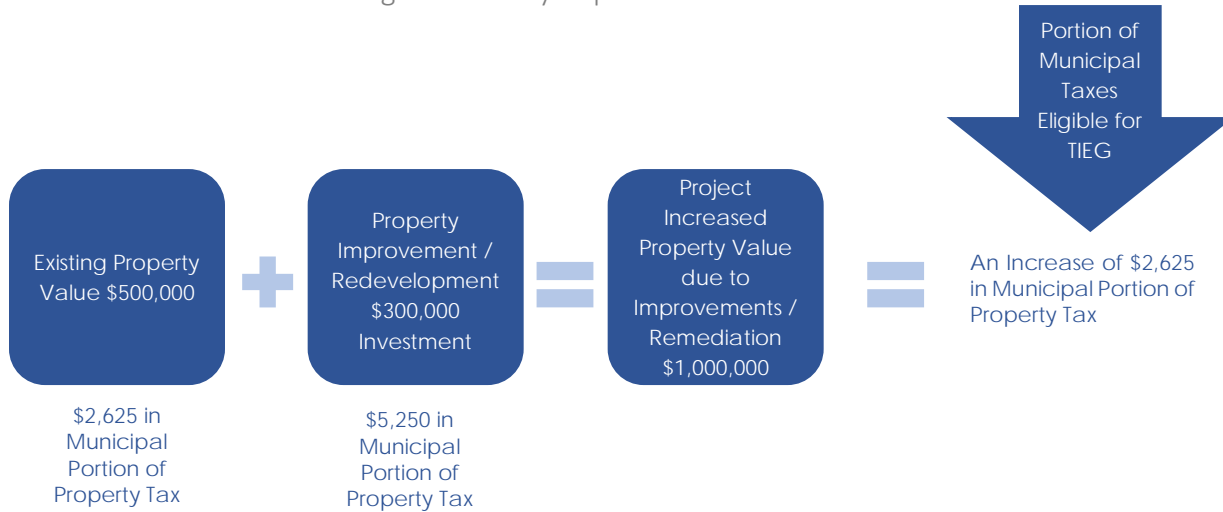 Portion of
Municipal
Taxes
Eligible for
TIEG
Existing Property
Value $500,000
Property
Improvement /
Redevelopment
$300,000
Investment
Project
Increased
Property Value
due to
Improvements /
Remediation
$1,000,000
An Increase of $2,625
in Municipal Portion of
Property Tax
$2,625 in
Municipal
Portion of
Property Tax
$5,250 in
Municipal
Portion of
Property Tax